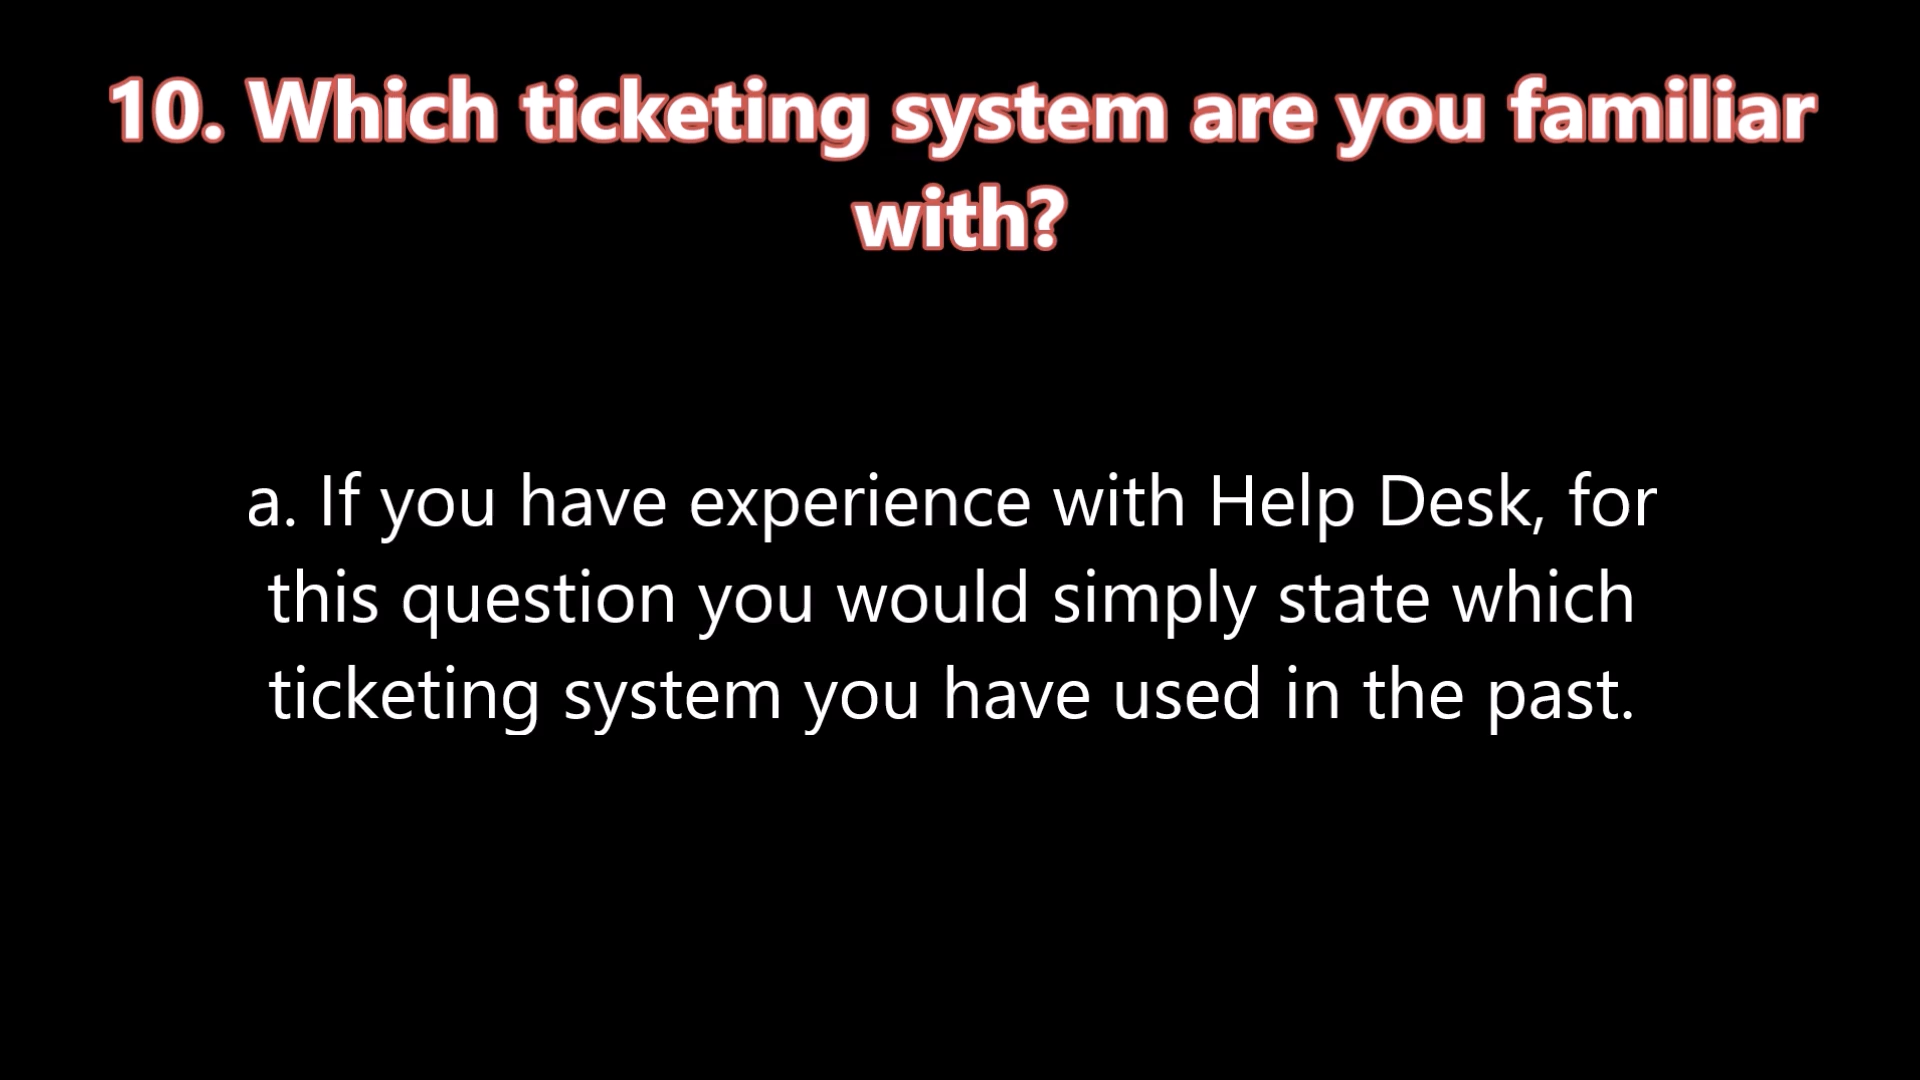 10. Which ticketing system are you familiar
with?
a. If you have experience with Help Desk, for
this question you would simply state which
ticketing system you have used in the past.